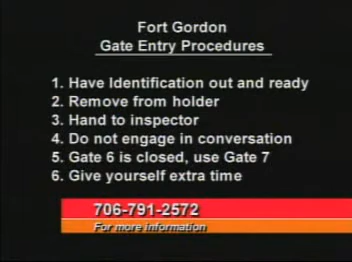 Fort Gordon
Gate Entry Procedures
1. Have Identification out and ready
2. Remove from holder
3. Hand to inspector
4. Do not engage in conversation
5. Gate 6 is closed, use Gate 7
6. Give yourself extra time
706-791-2572
For more information